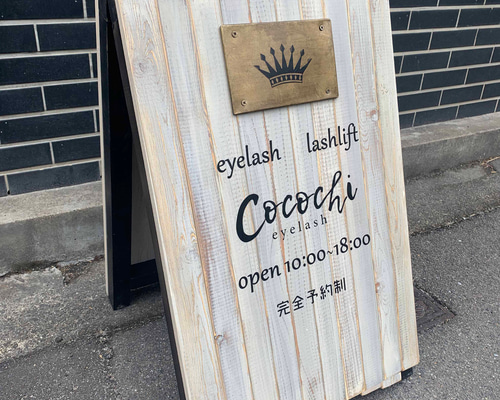 eyelash lashlift
Cocochi
eyelash
open 10:00~18:00
完全予約制